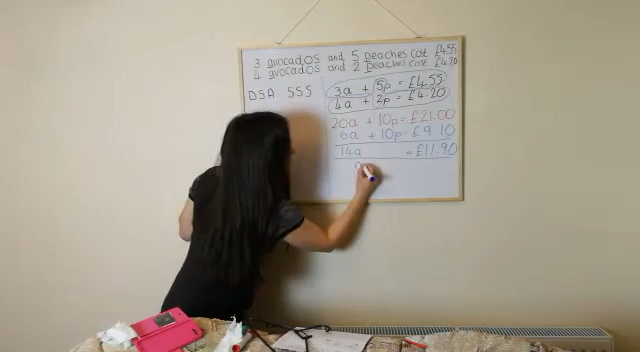 3 avocados and 5 peaches cost £4.55
4 avocados and 2 peaches cost £4.20
DSA SSS
3a + 5p = £4.55
4a + 2p = £4.20
20a + 10p = £21.00
6a + 10p = £9.10
14a = £11.90